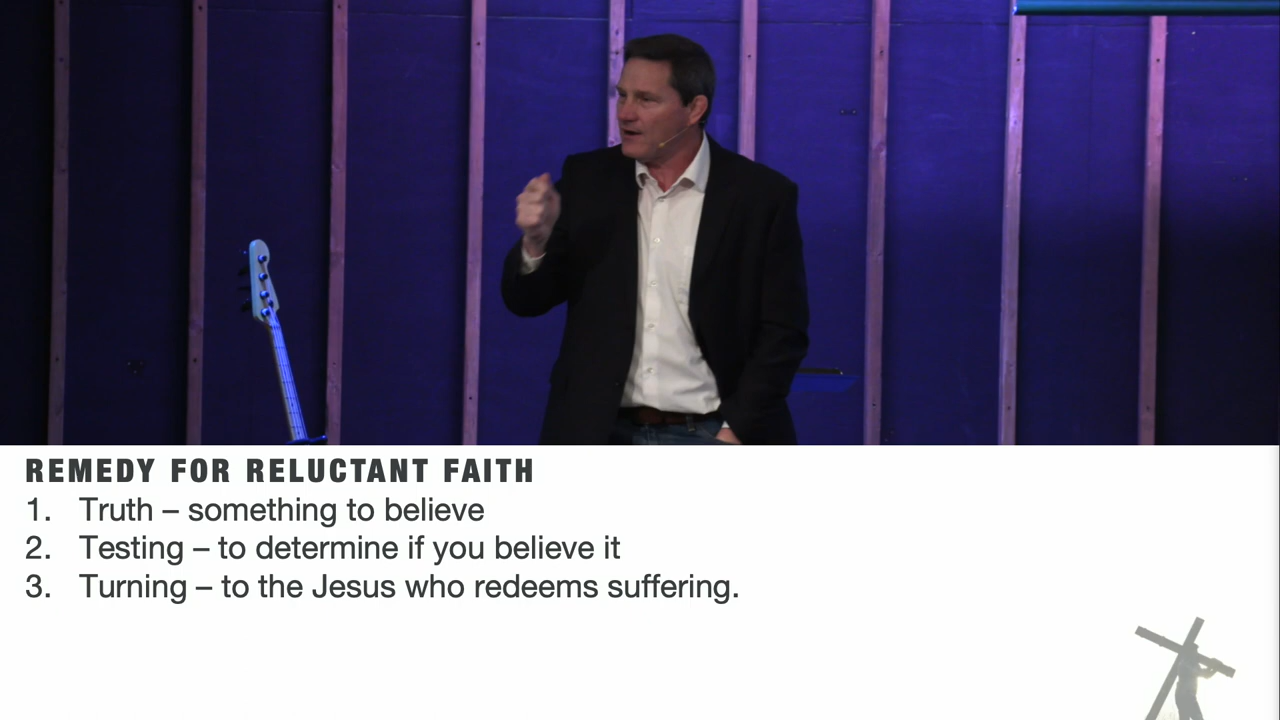 REMEDY FOR RELUCTANT FAITH
1. Truth – something to believe
2. Testing – to determine if you believe it
3. Turning – to the Jesus who redeems suffering.